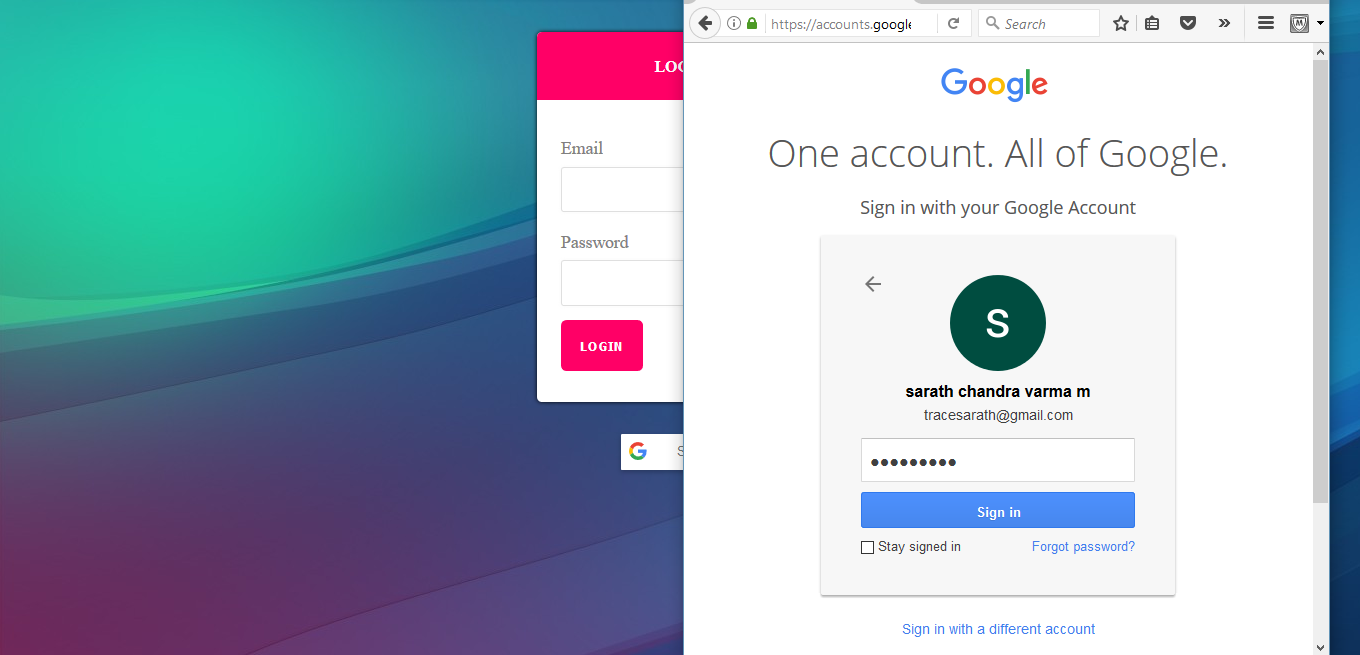 LOG
Email
Password
LOGIN
S
https://accounts.google
Search
Google
One account. All of Google.
Sign in with your Google Account
S
sarath chandra varma m
tracesarath@gmail.com
Sign in
Stay signed in
Forgot password?
Sign in with a different account